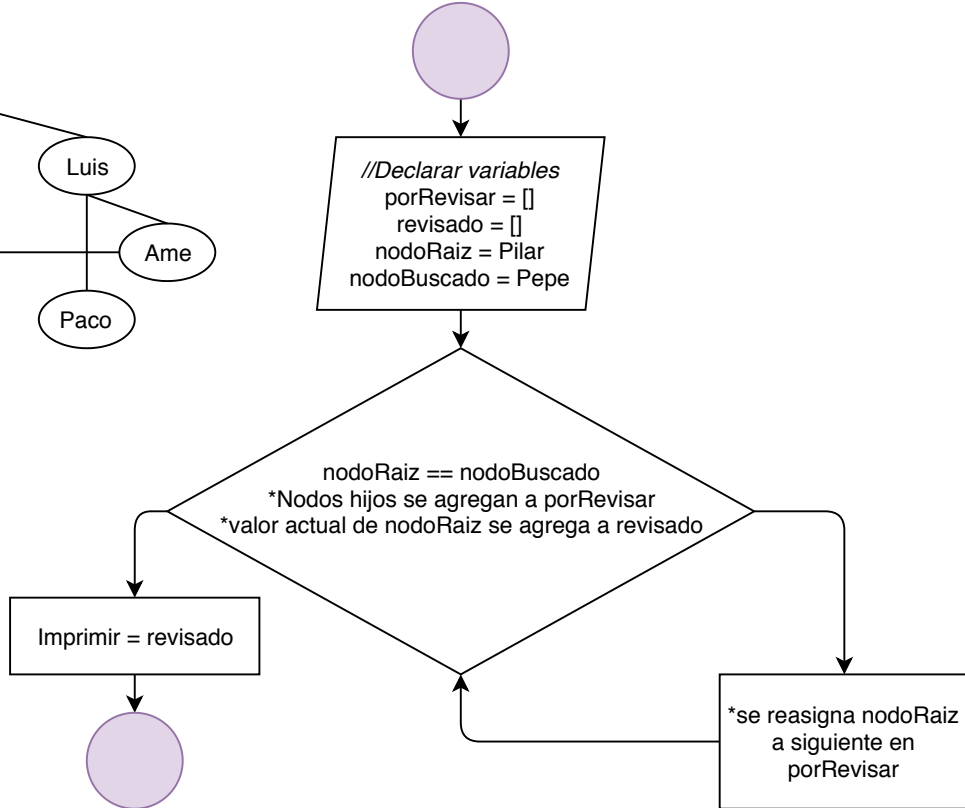 Luis
Ame
Paco
//Declarar variables
porRevisar = []
revisado = []
nodoRaiz = Pilar
nodoBuscado = Pepe
nodoRaiz == nodoBuscado
*Nodos hijos se agregan a porRevisar
*valor actual de nodoRaiz se agrega a revisado
Imprimir = revisado
*se reasigna nodoRaiz
a siguiente en
porRevisar